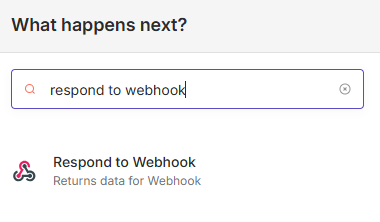 What happens next?
respond to webhook
Respond to Webhook
Returns data for Webhook